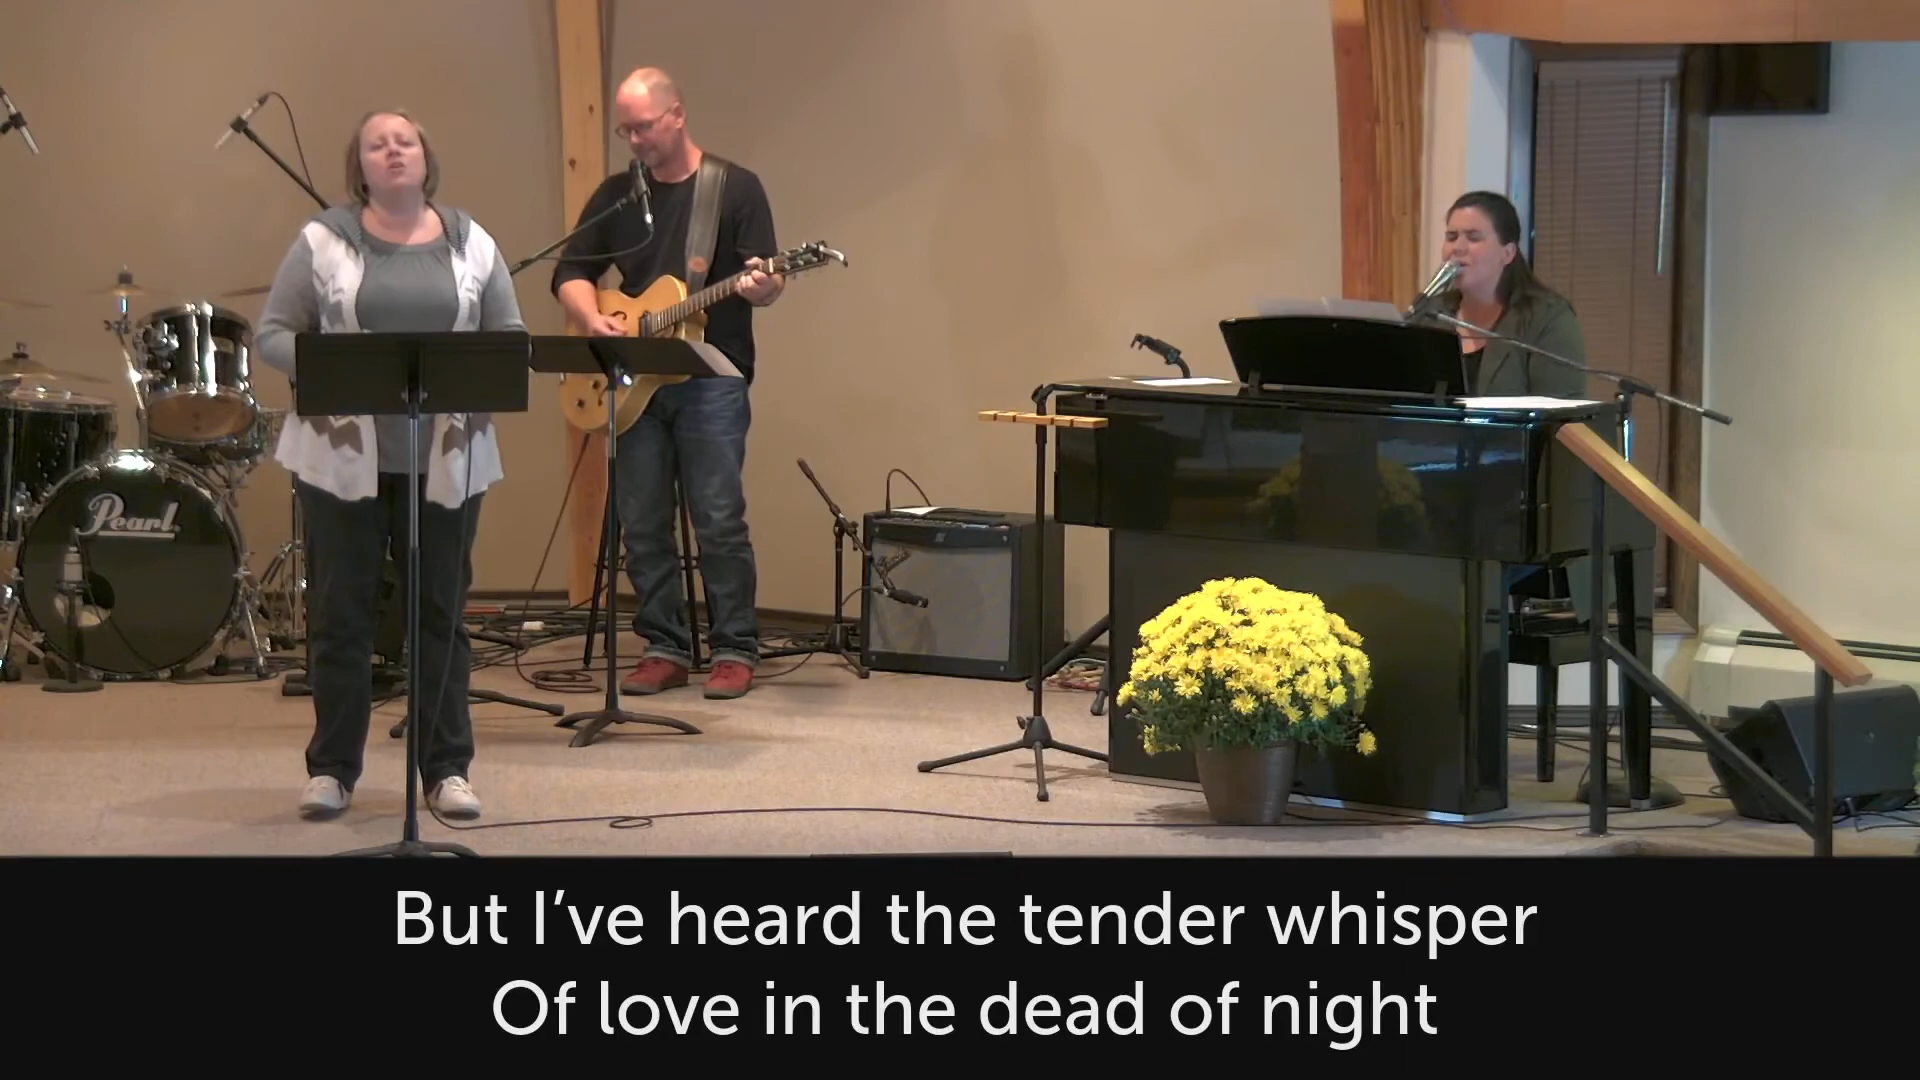 Pearl
But I’ve heard the tender whisper
Of love in the dead of night